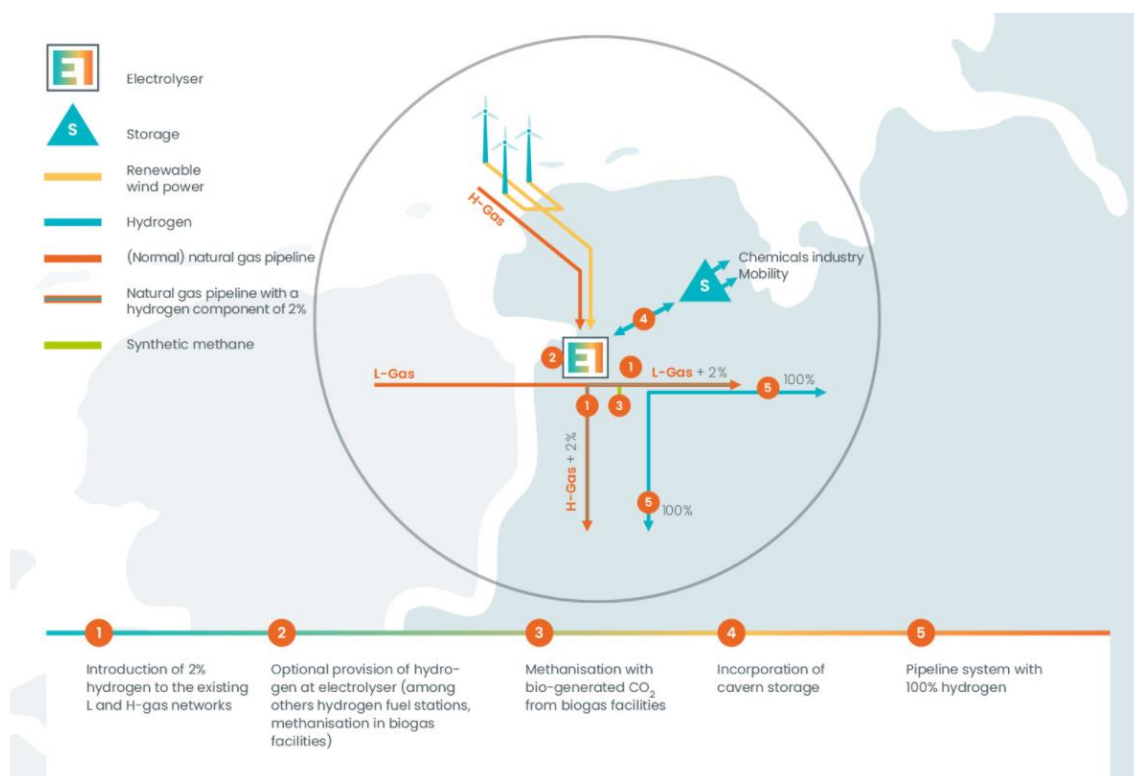 E
Electrolyser
S
Storage
Renewable
wind power
Hydrogen
(Normal) natural gas pipeline
Natural gas pipeline with a
hydrogen component of 2%
Synthetic methane
H-Gas
Chemicals industry
Mobility
S
4
2
E
1
L-Gas
L-Gas + 2%
5
100%
1
3
H-Gas + 2%
5
100%
1
2
3
4
5
Introduction of 2%
hydrogen to the existing
L and H-gas networks
Optional provision of hydro-
gen at electrolyser (among
others hydrogen fuel stations,
methanisation in biogas
facilities)
Methanisation with
bio-generated CO₂
from biogas facilities
Incorporation of
cavern storage
Pipeline system with
100% hydrogen